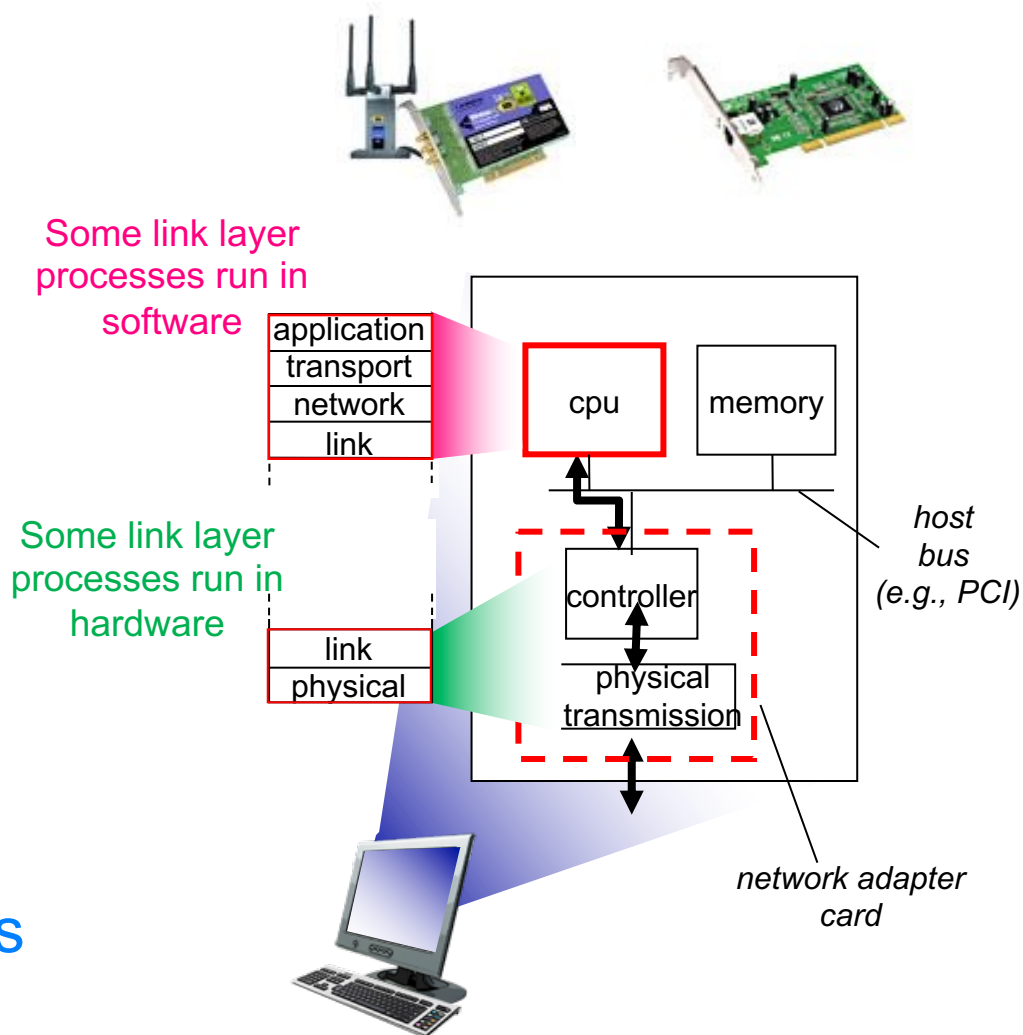 Some link layer
processes run in
software
application
transport
network
link
cpu
memory
host
bus
(e.g., PCI)
Some link layer
processes run in
hardware
controller
link
physical
physical
transmission
network adapter
card
s